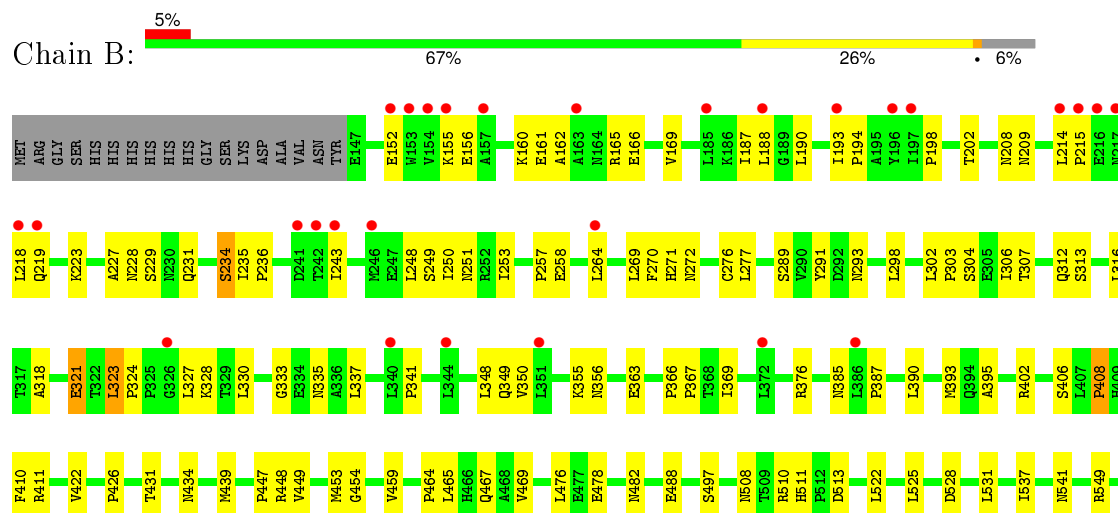 5%
Chain B:
67% 26% • 6%
MET ARG GLY SER HIS HIS HIS HIS HIS HIS GLY SER LYS ASP ALA VAL ASN TYR E147 E152 W153 V154 K155 E156 A157 K160 E161 A162 A163 N164 R165 E166 V169 L185 K186 I187 L188 G189 L190 I193 P194 A195 Y196 I197 P198 T202 N208 N209 L214 P215 E216 N217
L218 Q219 K223 A227 N228 S229 N230 Q231 S234 I235 P236 D241 T242 I243 M246 E247 L248 S249 I250 N251 R252 I253 P257 E258 L264 L269 F270 H271 N272 C276 L277 S289 V290 Y291 D292 N293 L298 L302 P303 S304 E305 I306 T307 Q312 S313 L316
T317 A318 E321 T322 L323 P324 P325 G326 L327 K328 T329 L330 G333 E334 N335 A336 L337 L340 P341 L344 L348 Q349 V350 L351 K355 N356 E363 P366 P367 T368 I369 L372 R376 N385 L386 P387 L390 M393 Q394 A395 R402 S406 L407 P408 H409
F410 R411 V422 P426 T431 N434 M439 P447 R448 V449 M453 G454 V459 P464 L465 H466 Q467 A468 V469 L476 E477 E478 N482 E488 S497 N508 T509 R510 H511 P512 D513 L522 L525 D528 L531 I537 N541 R549